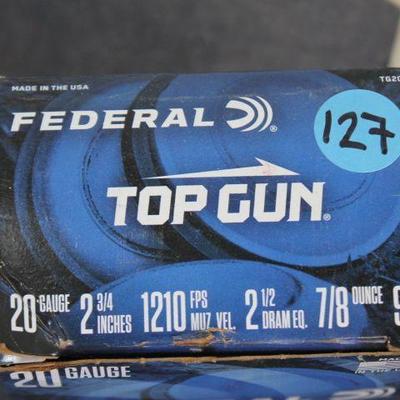 MADE IN THE USA
TG20
FEDERAL®
127
TOP GUN®
20 GAUGE 2 3/4 INCHES 1210 FPS MUZ. VEL. 2 1/2 DRAM EQ. 7/8 OUNCE
20 GAUGE